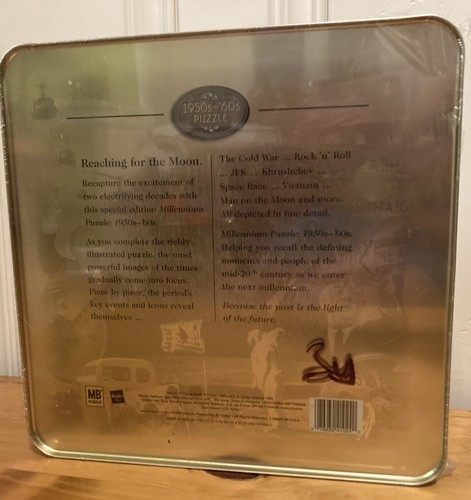 1950s–'60s
PUZZLE
Reaching for the Moon.
Recapture the excitement of
two electrifying decades with
this special edition Millennium
Puzzle: 1950s–'60s.
As you complete the richly
illustrated puzzle, the most
powerful images of the times
gradually come into focus.
Piece by piece, the period's
key events and icons reveal
themselves ...
The Cold War ... Rock 'n' Roll
... JFK ... Khrushchev ...
Space Race ... Vietnam ...
Man on the Moon and more.
All depicted in fine detail.
Millennium Puzzle: 1950s–'60s.
Helping you recall the defining
moments and people of the
mid-20th century as we enter
the next millennium.
Because the past is the light
of the future.
MB
PUZZLE